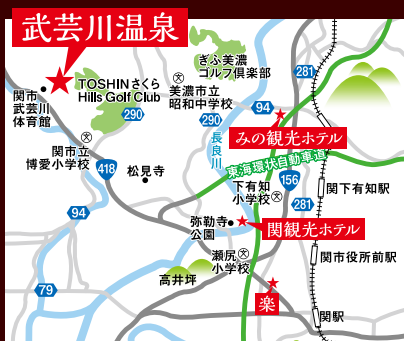 武芸川温泉
ぎふ美濃
ゴルフ倶楽部
281
TOSHINさくら
Hills Golf Club
文
美濃市立
昭和中学校
94
関市
武芸川
体育館
290
290
みの観光ホテル
文
関市立
博愛小学校
長良川
東海環状自動車道
418
松見寺
156
下有知
小学校
文
関下有知駅
281
94
弥勒寺
公園
関観光ホテル
瀬尻
小学校
文
関市役所前駅
高井坪
79
楽
関駅